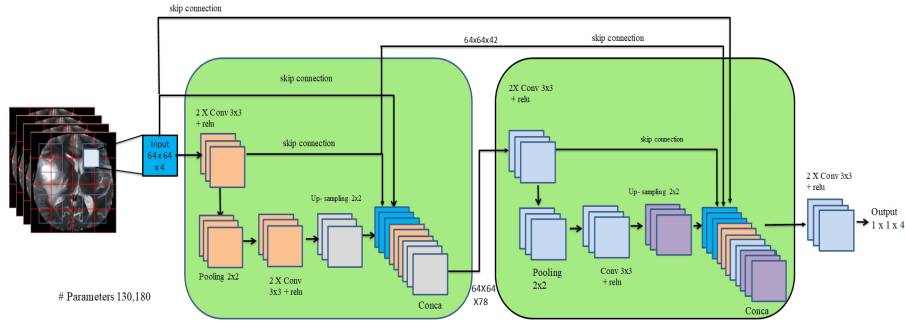 skip connection
64x64x42
skip connection
skip connection
2X Conv 3x3
+ relu
2 X Conv 3x3
+ relu
Input
64x 64
x 4
skip connection
skip connection
2 X Conv 3x3
+ relu
Up- sampling 2x2
Up- sampling 2x2
Output
1 x 1 x 4
Pooling 2x2
2 X Conv
3x3 + relu
Conca
64X64
X78
Pooling
2x2
Conv 3x3
+ relu
Conca
# Parameters 130,180